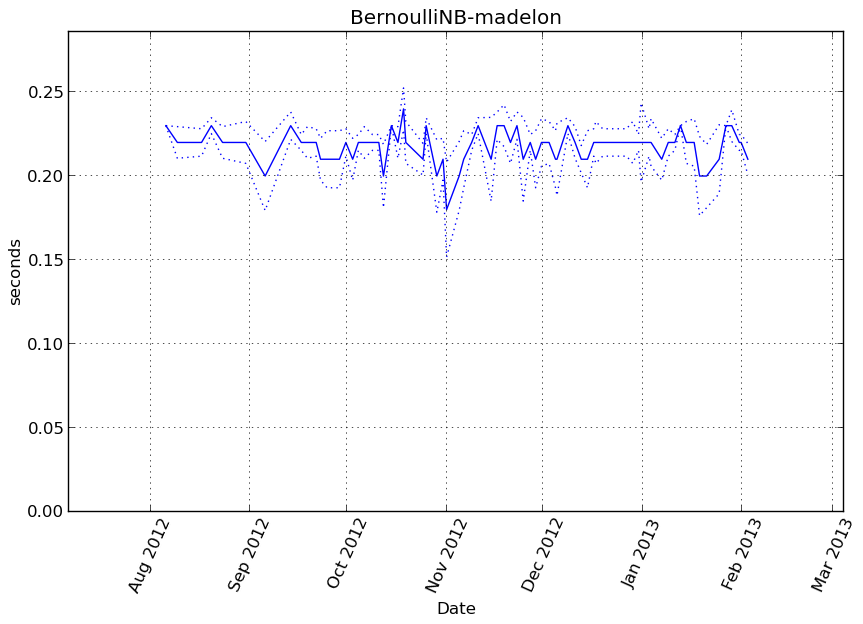 BernoulliNB-madelon
0.25
0.20
0.15
0.10
0.05
0.00
seconds
Aug 2012
Sep 2012
Oct 2012
Nov 2012
Dec 2012
Jan 2013
Feb 2013
Mar 2013
Date